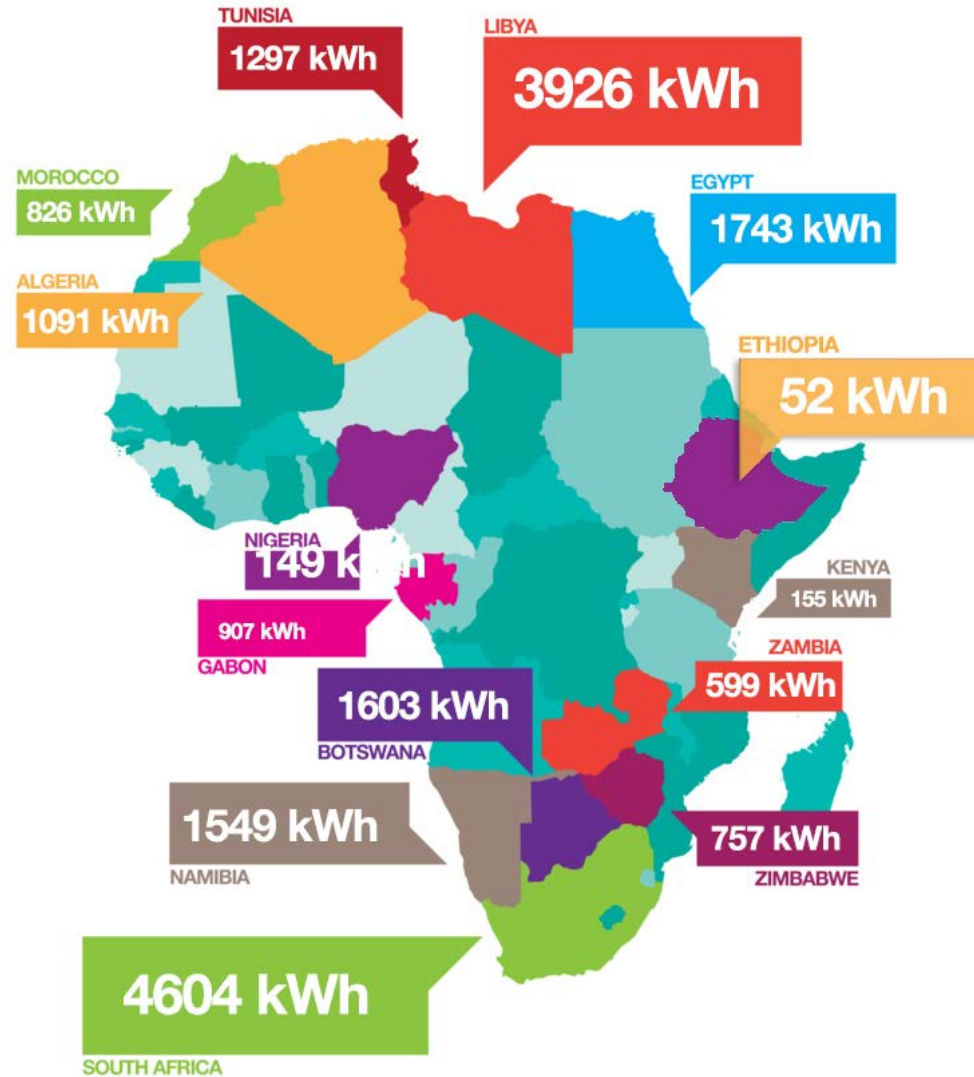 TUNISIA
1297 kWh
LIBYA
3926 kWh
MOROCCO
826 kWh
EGYPT
1743 kWh
ALGERIA
1091 kWh
ETHIOPIA
52 kWh
NIGERIA
149 kWh
KENYA
155 kWh
907 kWh
GABON
ZAMBIA
599 kWh
1603 kWh
BOTSWANA
1549 kWh
NAMIBIA
757 kWh
ZIMBABWE
4604 kWh
SOUTH AFRICA